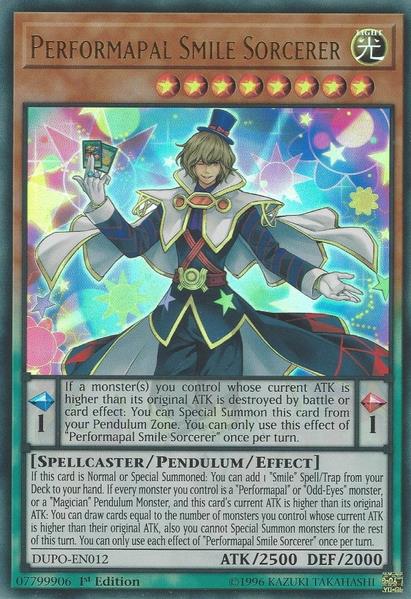 PERFORMAPAL SMILE SORCERER
LIGHT
光
If a monster(s) you control whose current ATK is
higher than its original ATK is destroyed by battle or
card effect: You can Special Summon this card from
your Pendulum Zone. You can only use this effect of
"Performapal Smile Sorcerer" once per turn.
1 1
[SPELLCASTER/PENDULUM/EFFECT]
If this card is Normal or Special Summoned: You can add 1 "Smile" Spell/Trap from your
Deck to your hand. If every monster you control is a "Performapal" or "Odd-Eyes" monster,
or a "Magician" Pendulum Monster, and this card's current ATK is higher than its original
ATK: You can draw cards equal to the number of monsters you control whose current ATK
is higher than their original ATK, also you cannot Special Summon monsters for the rest
of this turn. You can only use each effect of "Performapal Smile Sorcerer" once per turn.
DUPO-EN012 ATK/2500 DEF/2000
07799906 1st Edition ©1996 KAZUKI TAKAHASHI